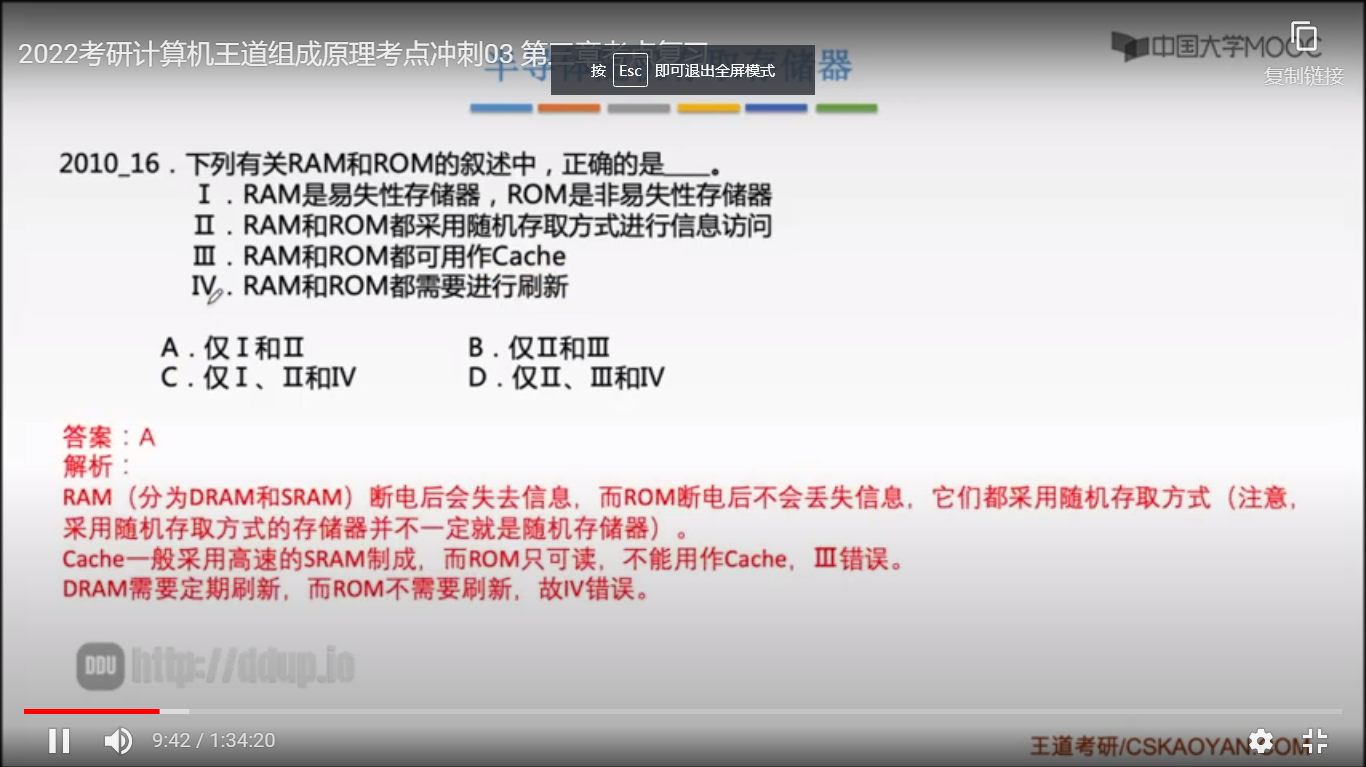 2022考研计算机王道组成原理考点冲刺03 第
中国大学MOOC
存储器
按 Esc 即可退出全屏模式
复制链接
2010_16．下列有关RAM和ROM的叙述中，正确的是____。
Ⅰ．RAM是易失性存储器，ROM是非易失性存储器
Ⅱ．RAM和ROM都采用随机存取方式进行信息访问
Ⅲ．RAM和ROM都可用作Cache
Ⅳ．RAM和ROM都需要进行刷新
A．仅Ⅰ和Ⅱ B．仅Ⅱ和Ⅲ
C．仅Ⅰ、Ⅱ和Ⅳ D．仅Ⅱ、Ⅲ和Ⅳ
答案：A
解析：
RAM（分为DRAM和SRAM）断电后会失去信息，而ROM断电后不会丢失信息，它们都采用随机存取方式（注意，
采用随机存取方式的存储器并不一定就是随机存储器）。
Cache一般采用高速的SRAM制成，而ROM只可读，不能用作Cache，Ⅲ错误。
DRAM需要定期刷新，而ROM不需要刷新，故Ⅳ错误。
DDU http://ddup.io
9:42 / 1:34:20
王道考研/CSKAOYAN.COM